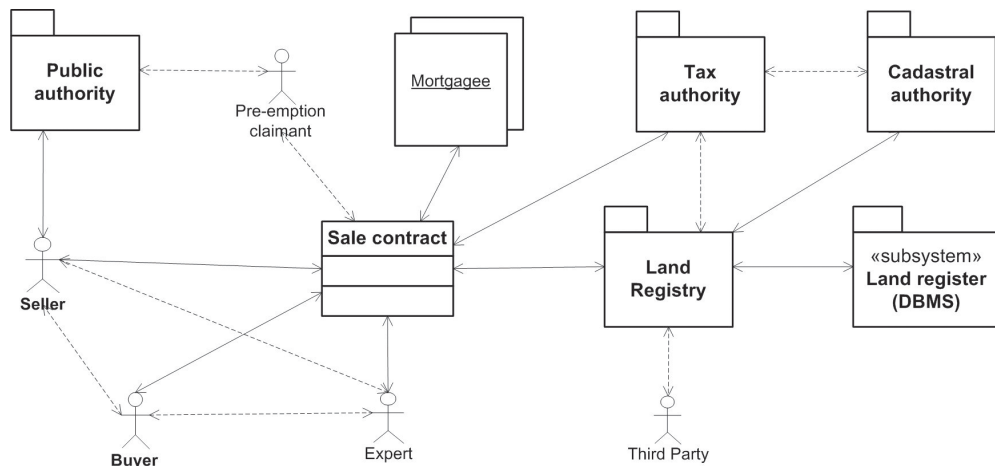 Public
authority
Pre-emption
claimant
Mortgagee
Tax
authority
Cadastral
authority
Sale contract
Seller
Land
Registry
«subsystem»
Land register
(DBMS)
Buyer
Expert
Third Party